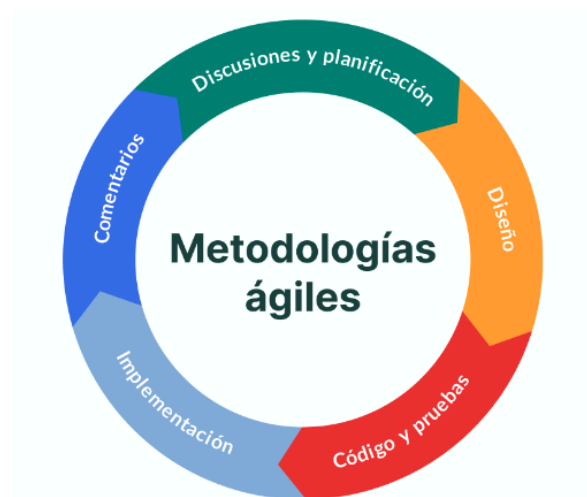 Discusiones y planificación
Diseño
Código y pruebas
Implementación
Comentarios
Metodologías
ágiles